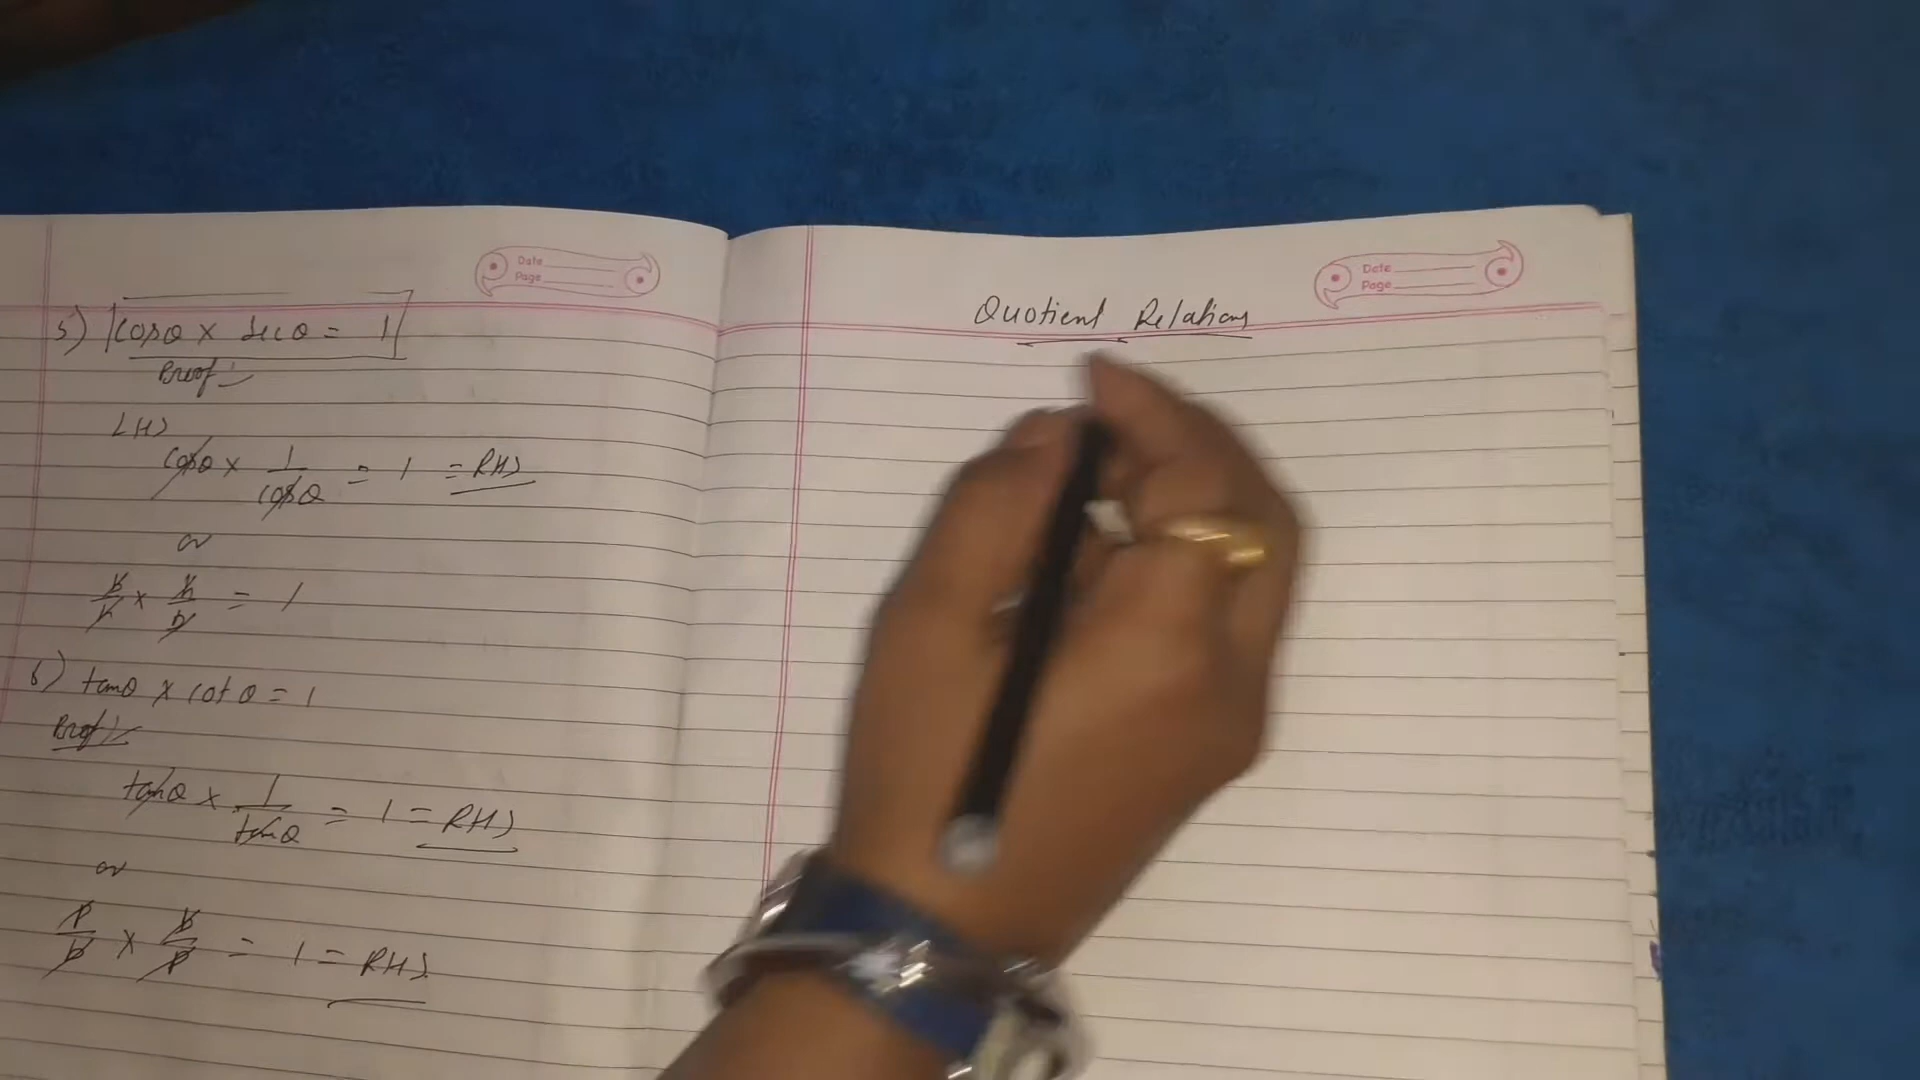 Date
Page
5) cosθ × secθ = 1
Proof :-
LHS
cosθ × 1/cosθ = 1 = RHS
or
b/h × h/b = 1
6) tanθ × cotθ = 1
Proof :-
tanθ × 1/tanθ = 1 = RHS
or
p/b × b/p = 1 = RHS
Date
Page
Quotient Relations